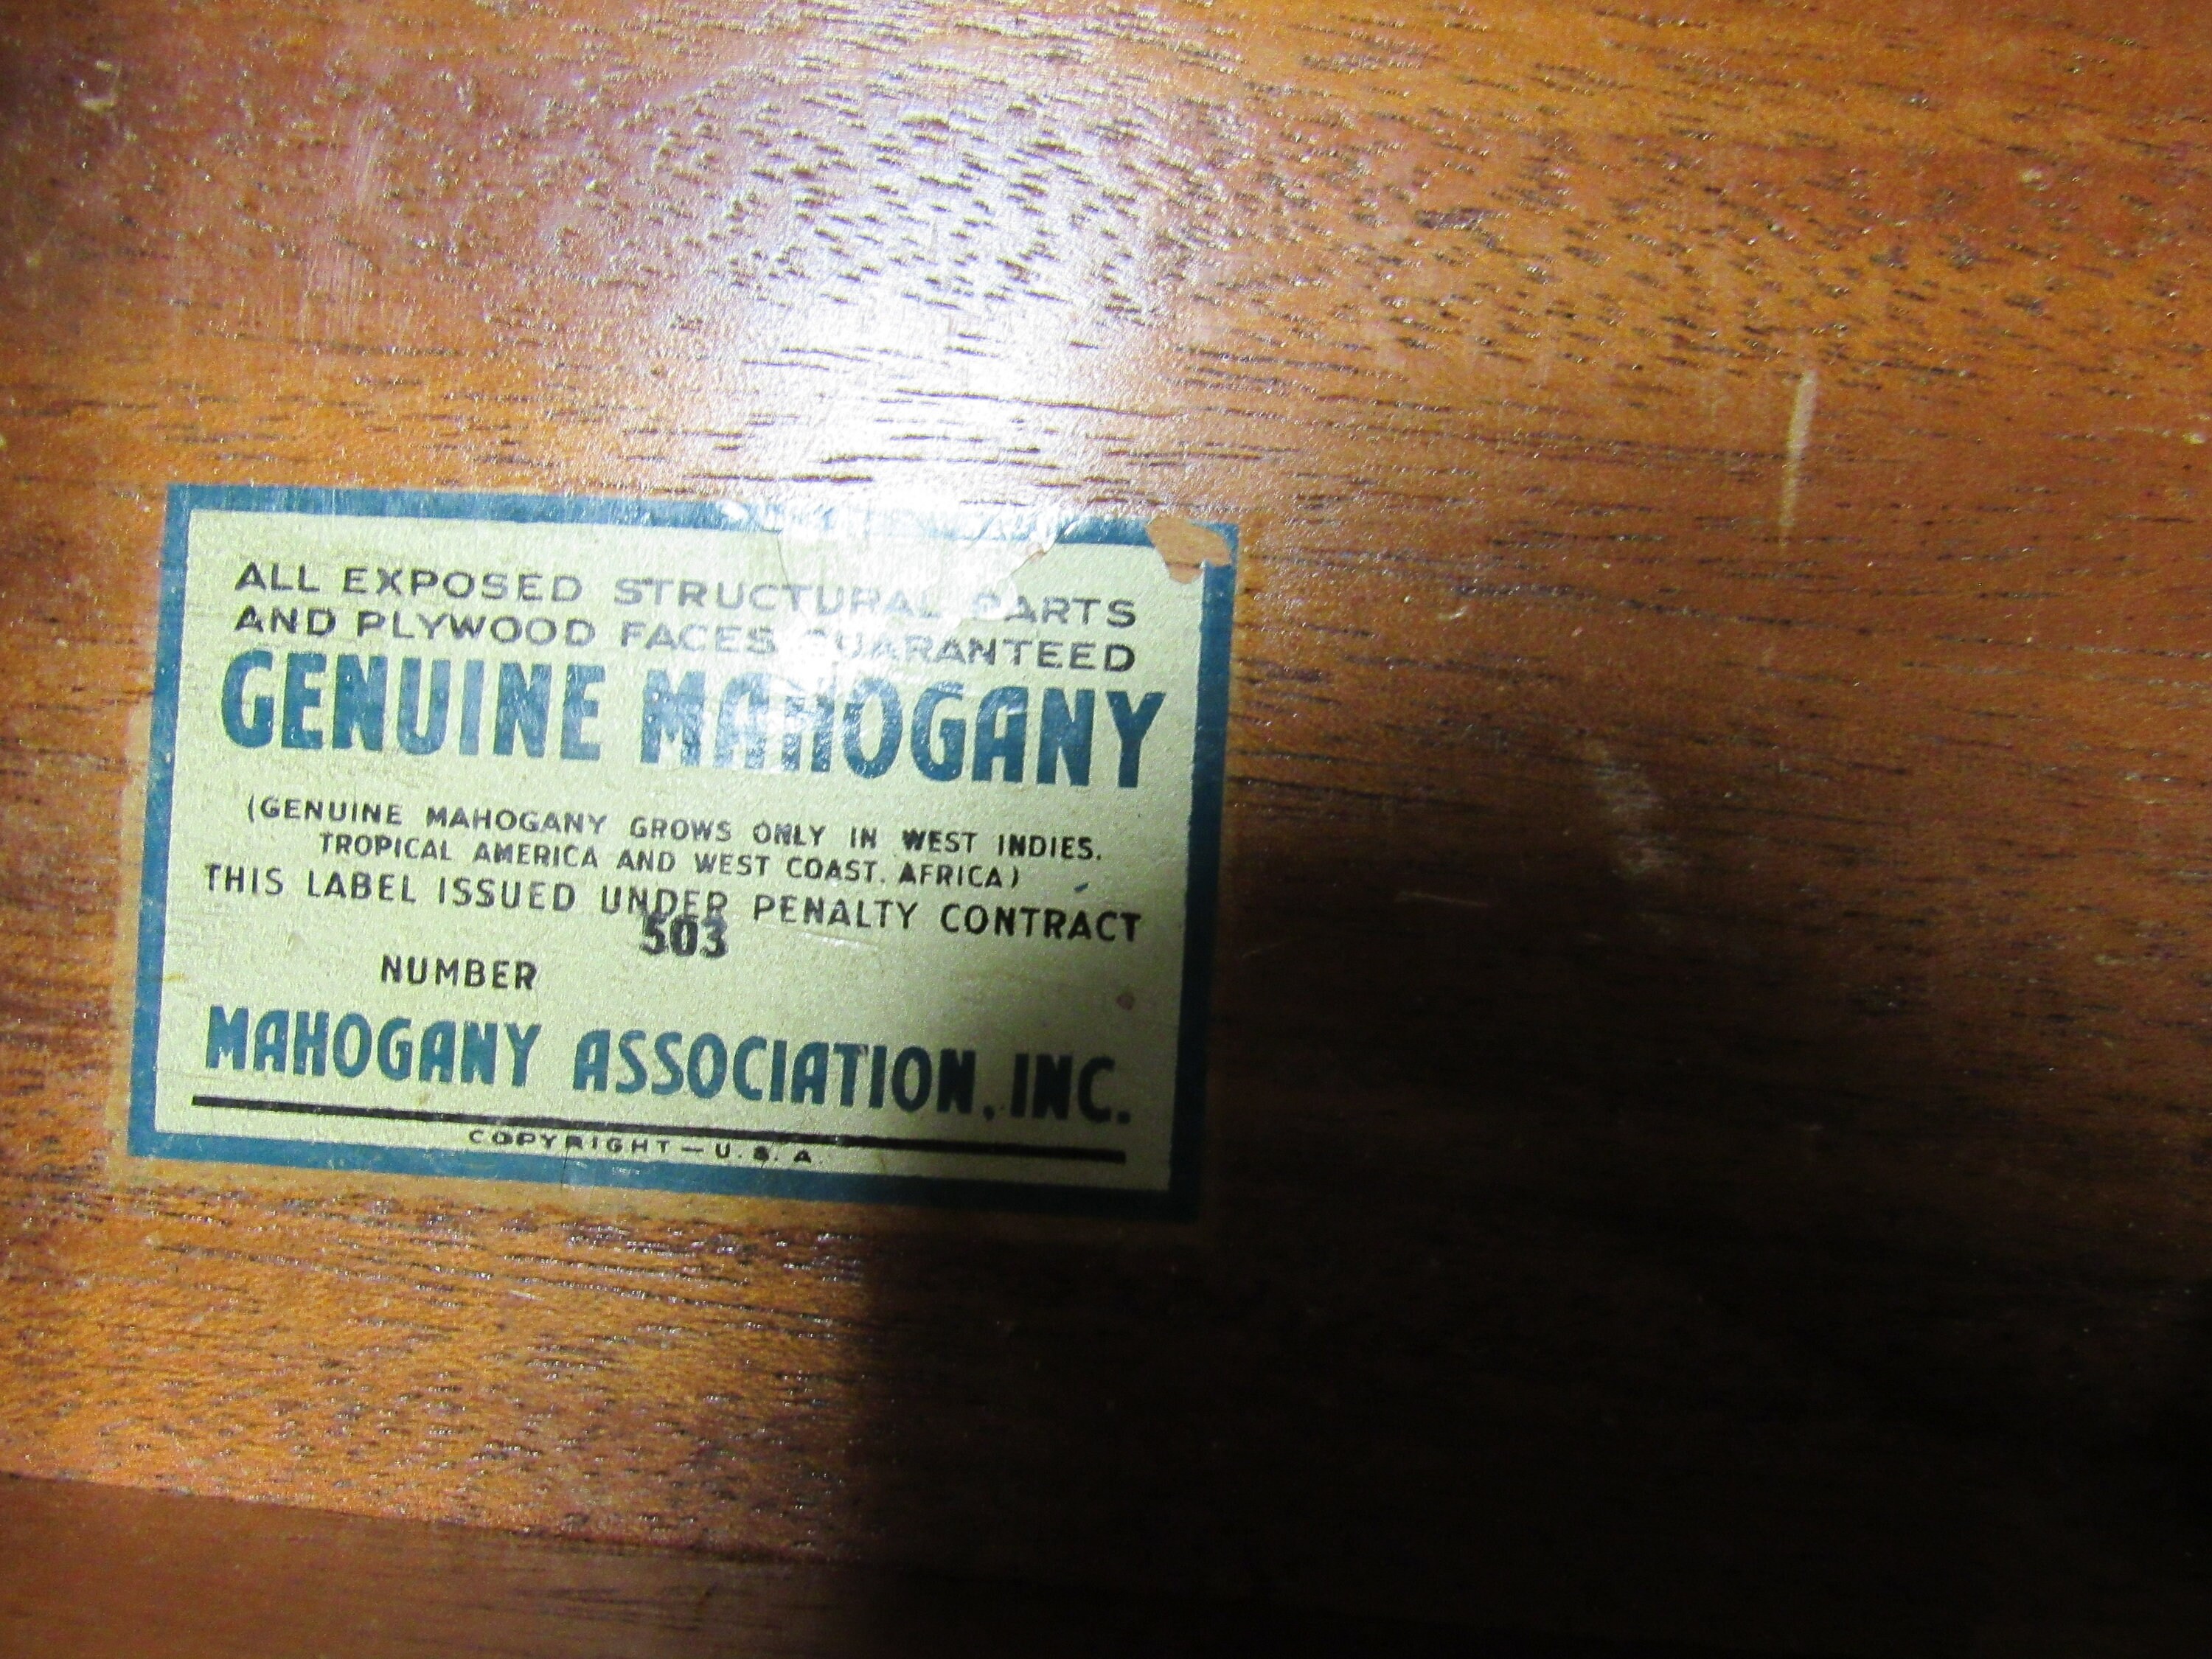 ALL EXPOSED STRUCTURAL PARTS
AND PLYWOOD FACES GUARANTEED
GENUINE MAHOGANY
(GENUINE MAHOGANY GROWS ONLY IN WEST INDIES,
TROPICAL AMERICA AND WEST COAST, AFRICA)
THIS LABEL ISSUED UNDER PENALTY CONTRACT
503
NUMBER
MAHOGANY ASSOCIATION, INC.
COPYRIGHT — U. S. A.